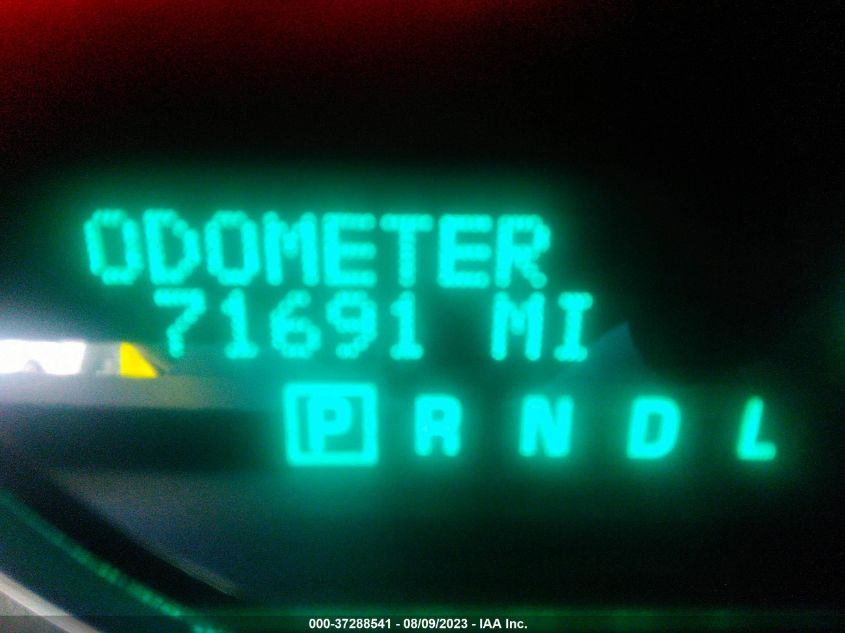 ODOMETER
71691 MI
P R N D L
000-37288541 - 08/09/2023 - IAA Inc.